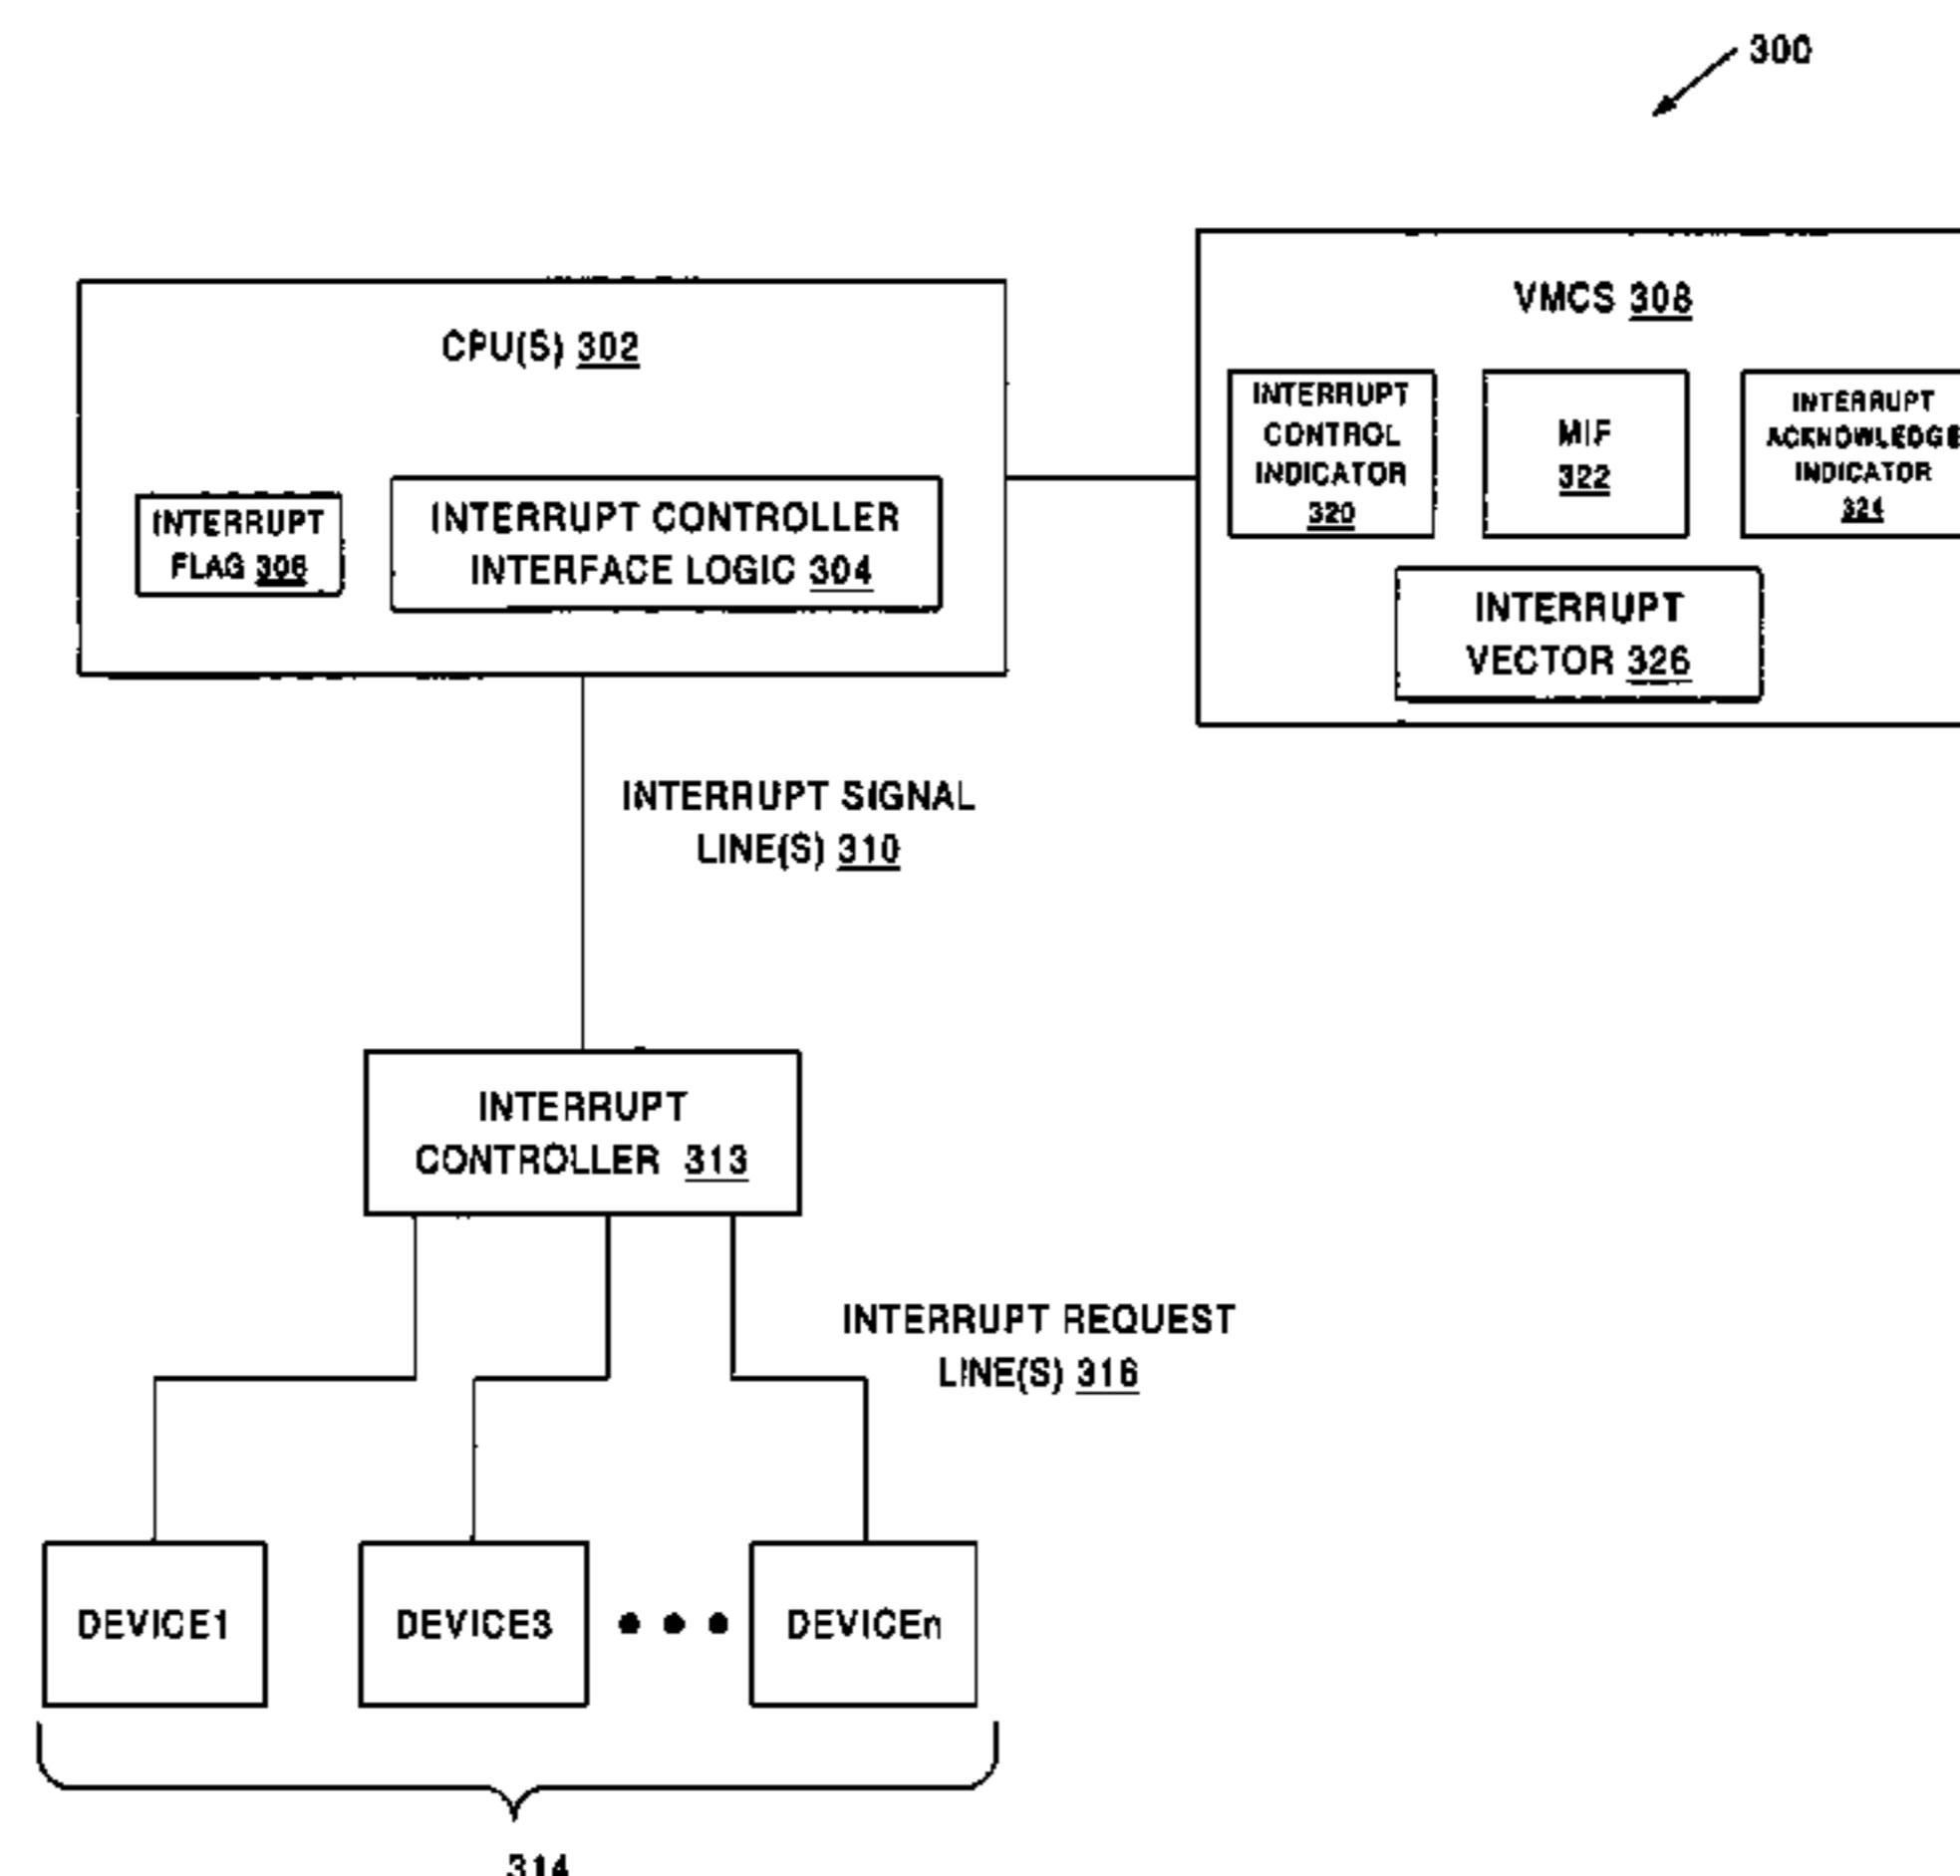 300
CPU(S) 302
INTERRUPT
FLAG 306
INTERRUPT CONTROLLER
INTERFACE LOGIC 304
VMCS 308
INTERRUPT
CONTROL
INDICATOR
320
MIF
322
INTERRUPT
ACKNOWLEDGE
INDICATOR
324
INTERRUPT
VECTOR 326
INTERRUPT SIGNAL
LINE(S) 310
INTERRUPT
CONTROLLER 313
INTERRUPT REQUEST
LINE(S) 316
DEVICE1
DEVICE3
DEVICEn
314